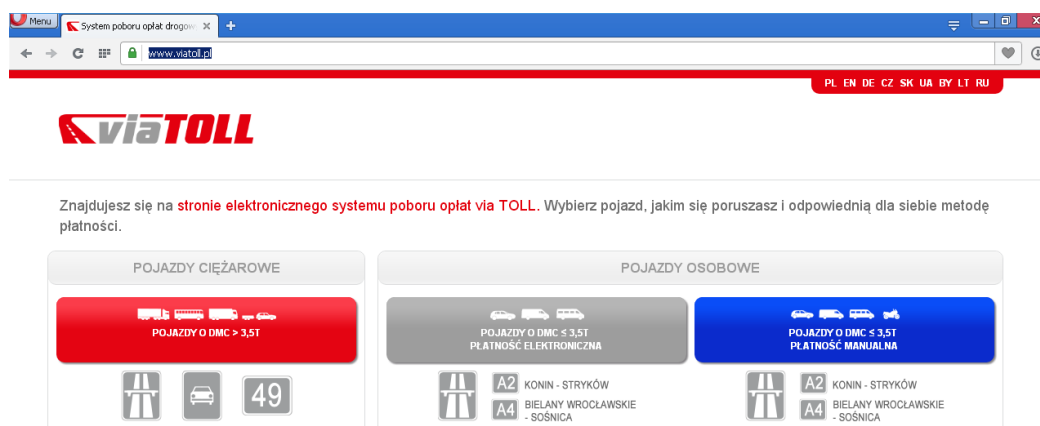 Menu
System poboru opłat drogow
www.viatoll.pl
PL EN DE CZ SK UA BY LT RU
viaTOLL
Znajdujesz się na stronie elektronicznego systemu poboru opłat via TOLL. Wybierz pojazd, jakim się poruszasz i odpowiednią dla siebie metodę
płatności.
POJAZDY CIĘŻAROWE
POJAZDY O DMC > 3,5T
49
POJAZDY OSOBOWE
POJAZDY O DMC ≤ 3,5T
PŁATNOŚĆ ELEKTRONICZNA
A2 KONIN - STRYKÓW
A4 BIELANY WROCŁAWSKIE
- SOŚNICA
POJAZDY O DMC ≤ 3,5T
PŁATNOŚĆ MANUALNA
A2 KONIN - STRYKÓW
A4 BIELANY WROCŁAWSKIE
- SOŚNICA